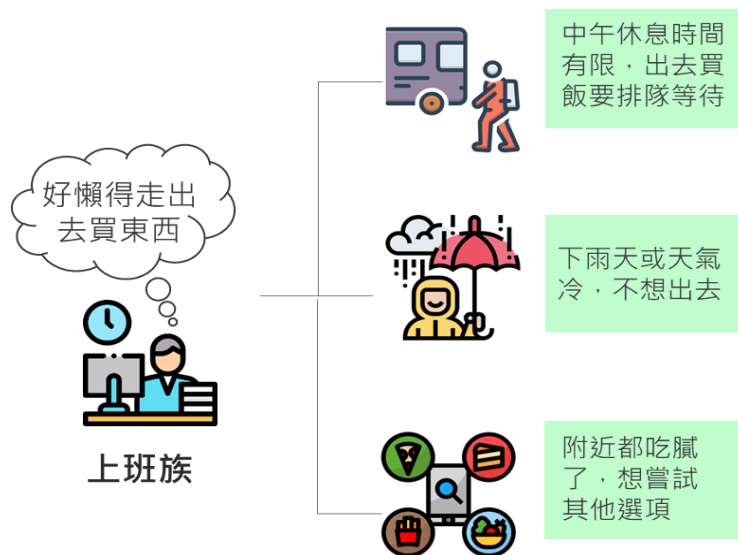 中午休息時間
有限，出去買
飯要排隊等待
好懶得走出
去買東西
下雨天或天氣
冷，不想出去
上班族
附近都吃膩
了，想嘗試
其他選項